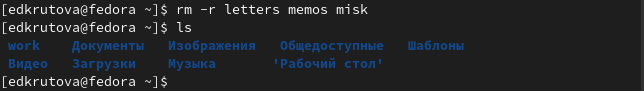 [edkrutova@fedora ~]$ rm -r letters memos misk
[edkrutova@fedora ~]$ ls
work Документы Изображения Общедоступные Шаблоны
Видео Загрузки Музыка 'Рабочий стол'
[edkrutova@fedora ~]$